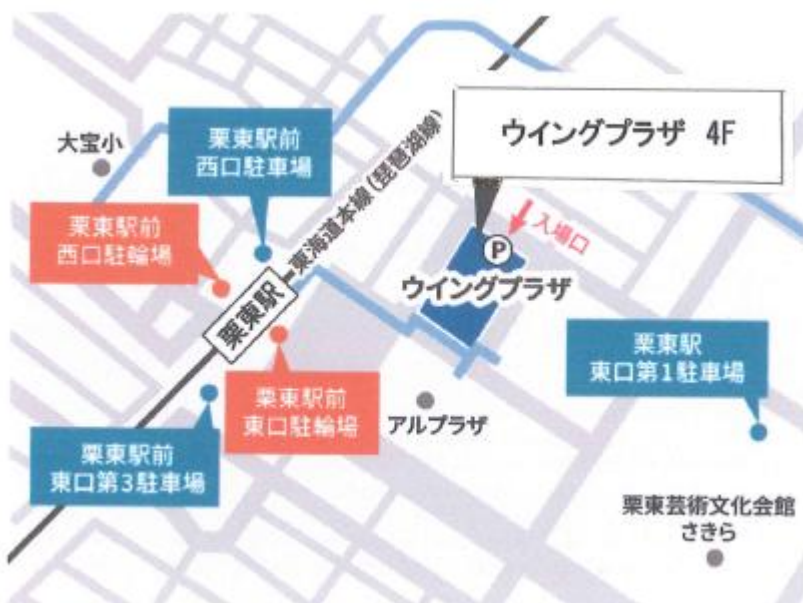 大宝小
栗東駅前
西口駐車場
栗東駅前
西口駐輪場
東海道本線(琵琶湖線)
ウイングプラザ 4F
入場口
P
ウイングプラザ
栗東駅
栗東駅前
東口駐輪場
栗東駅前
東口第3駐車場
アルプラザ
栗東駅
東口第1駐車場
栗東芸術文化会館
さきら